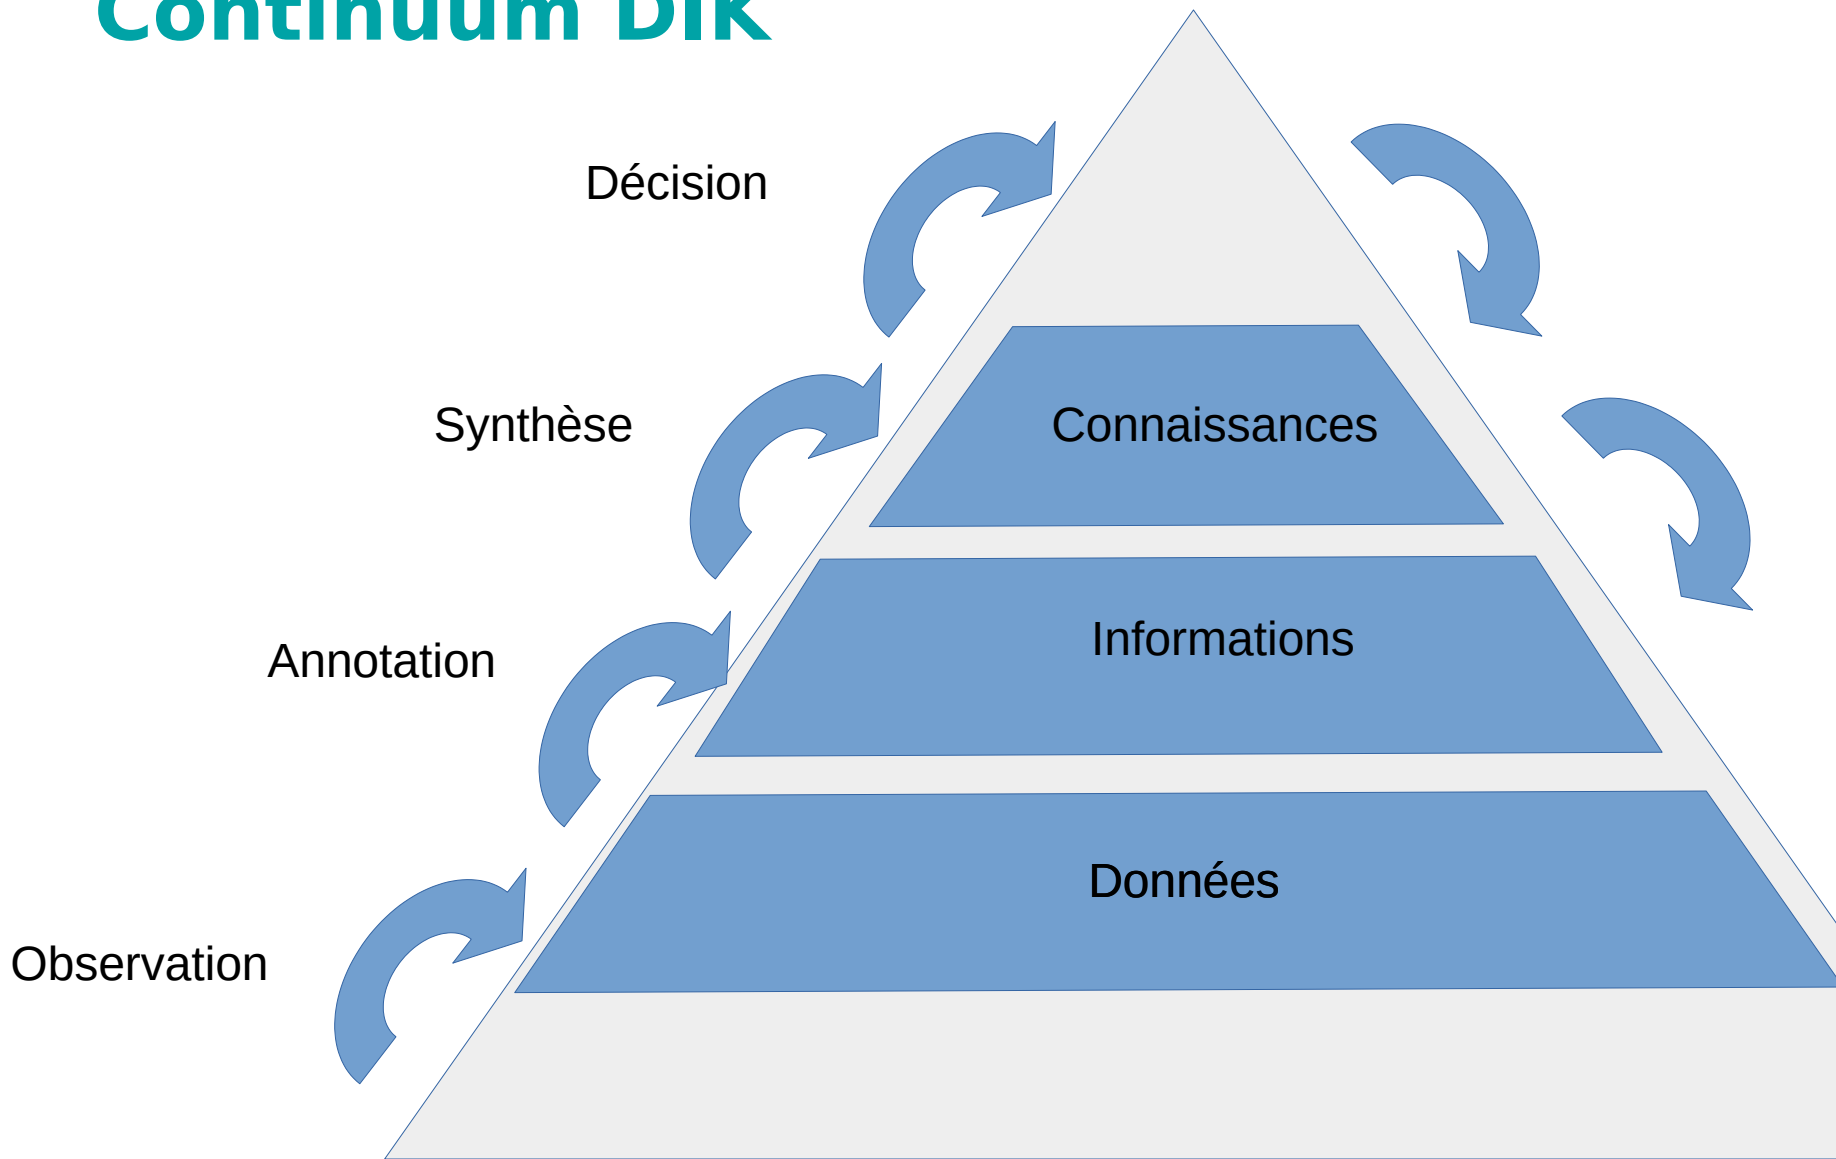 Continuum DIK
Décision
Synthèse
Connaissances
Informations
Annotation
Données
Observation